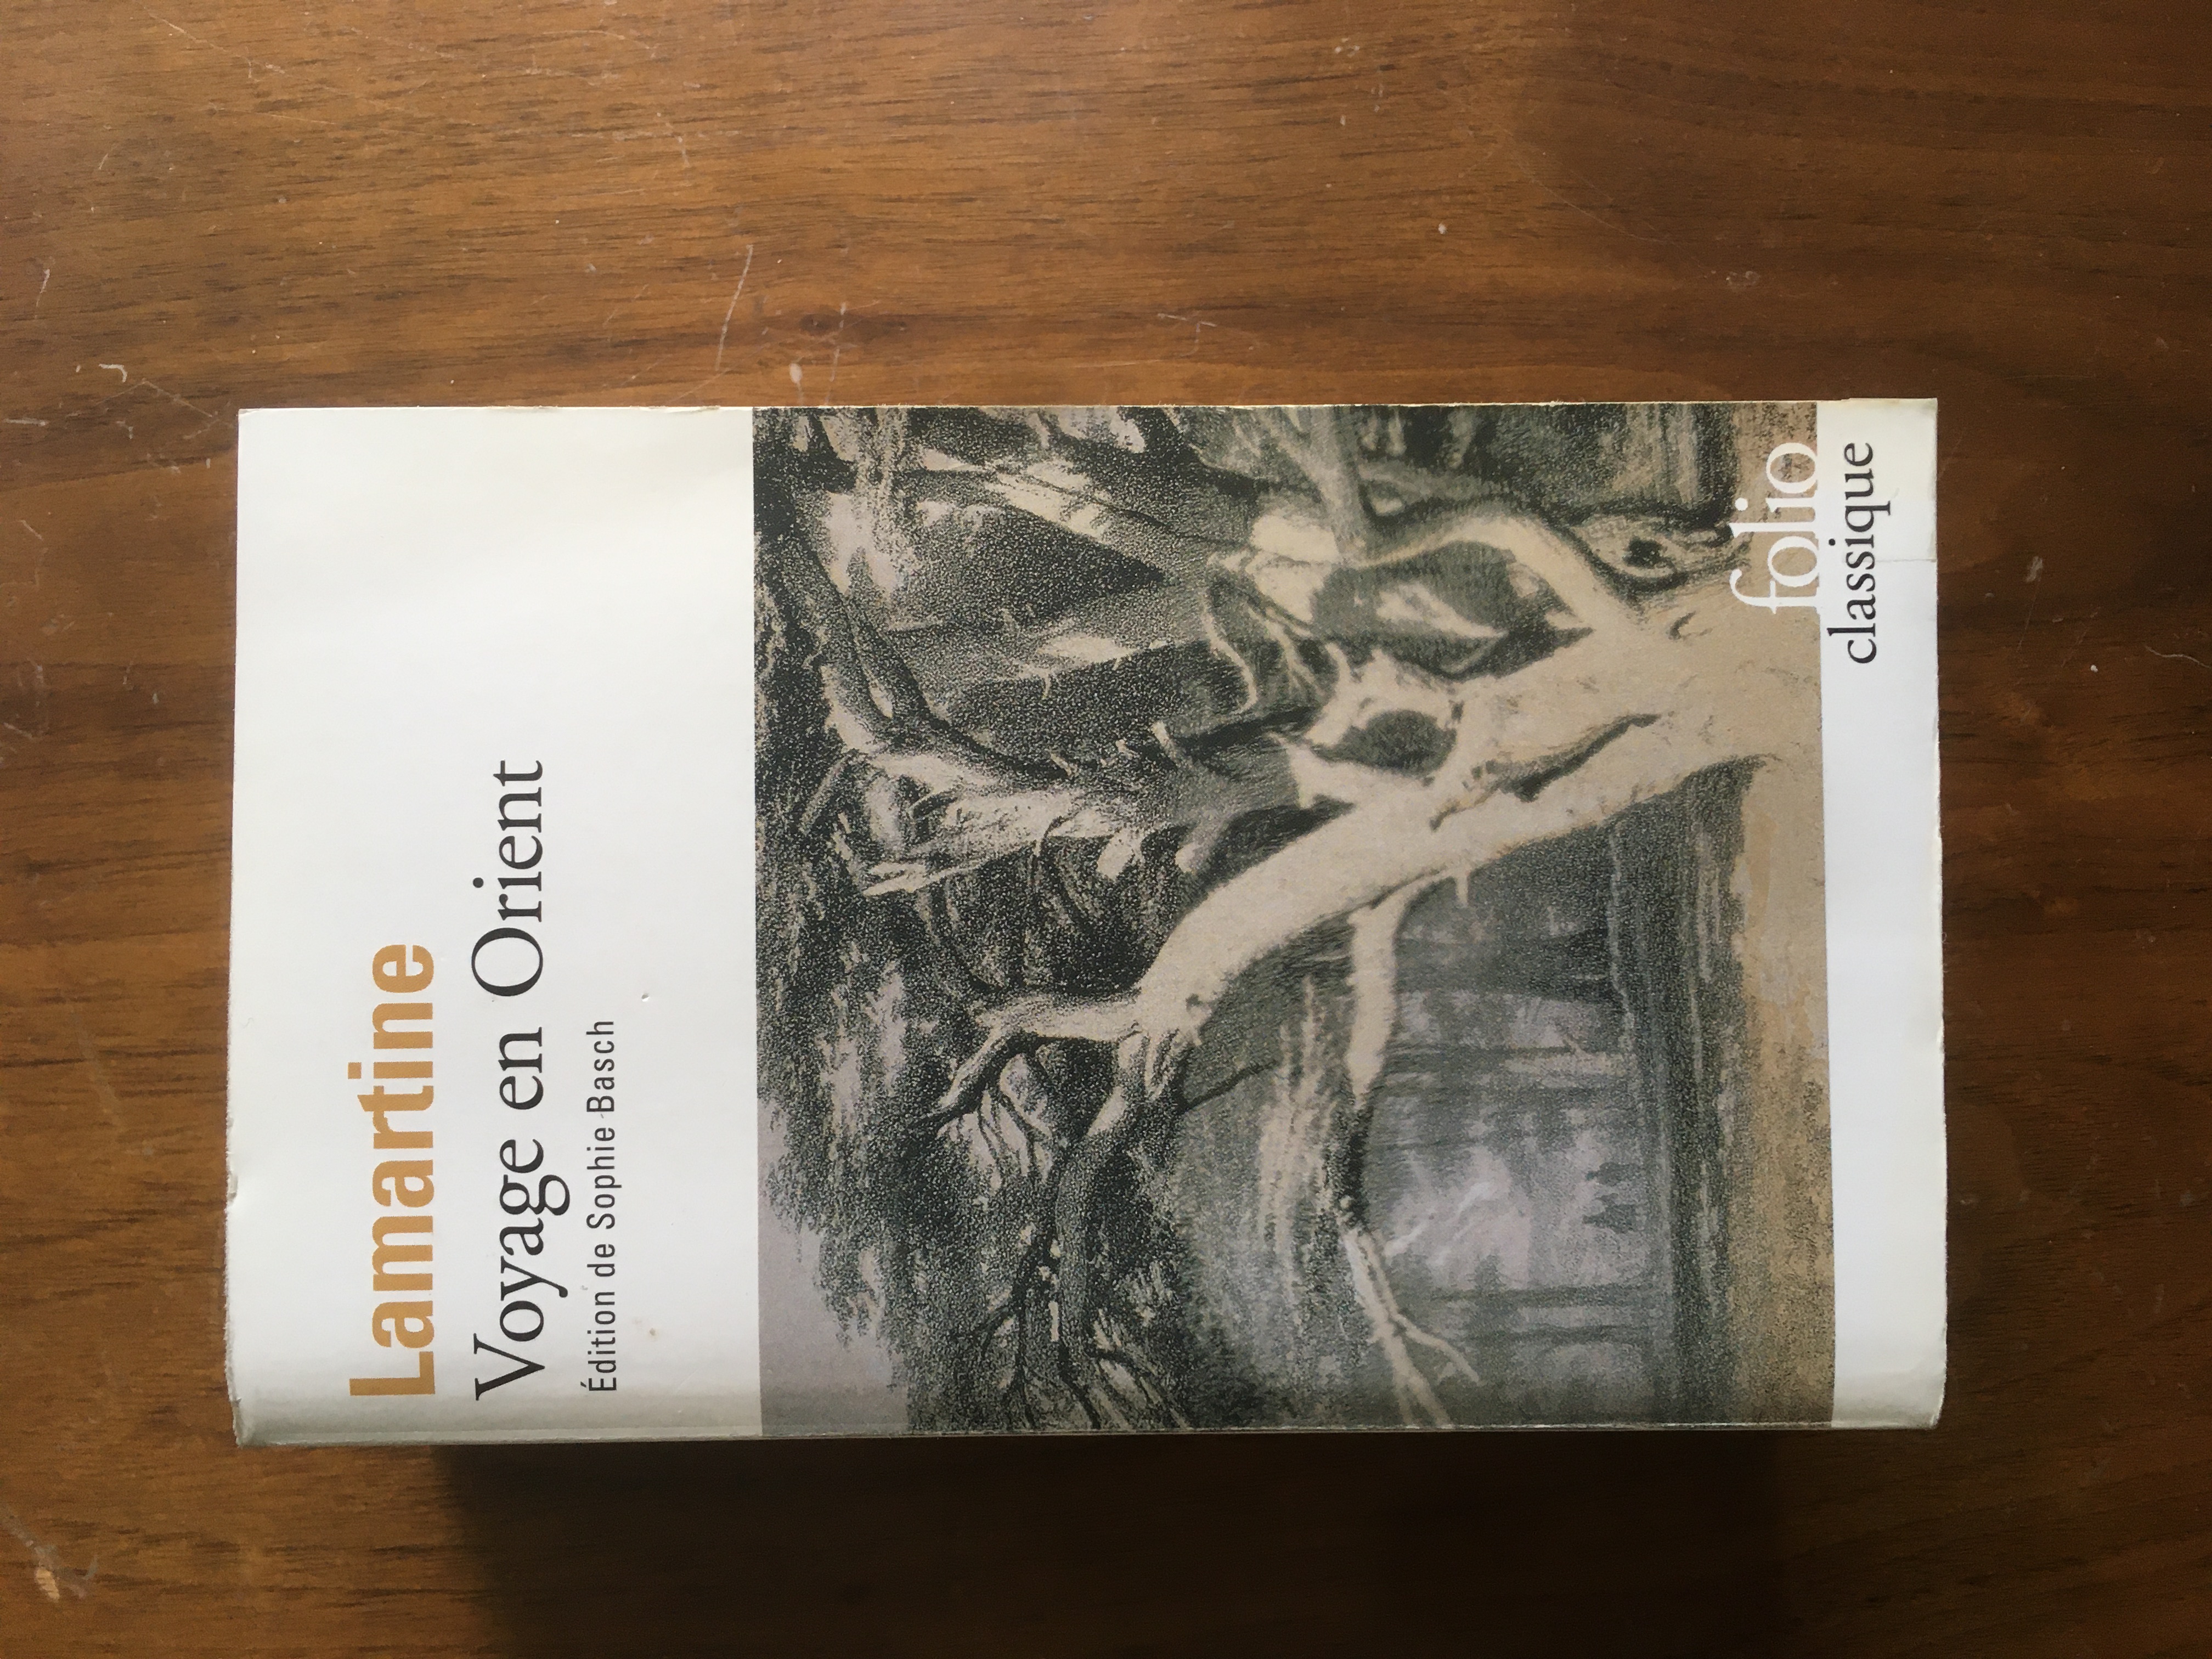 Lamartine
Voyage en Orient
Édition de Sophie Basch
folio
classique